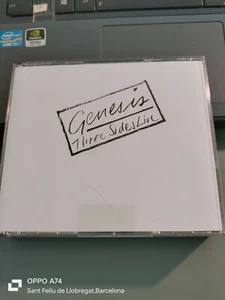 Genesis
Three Sides Live
OPPO A74
Sant Feliu de Llobregat,Barcelona